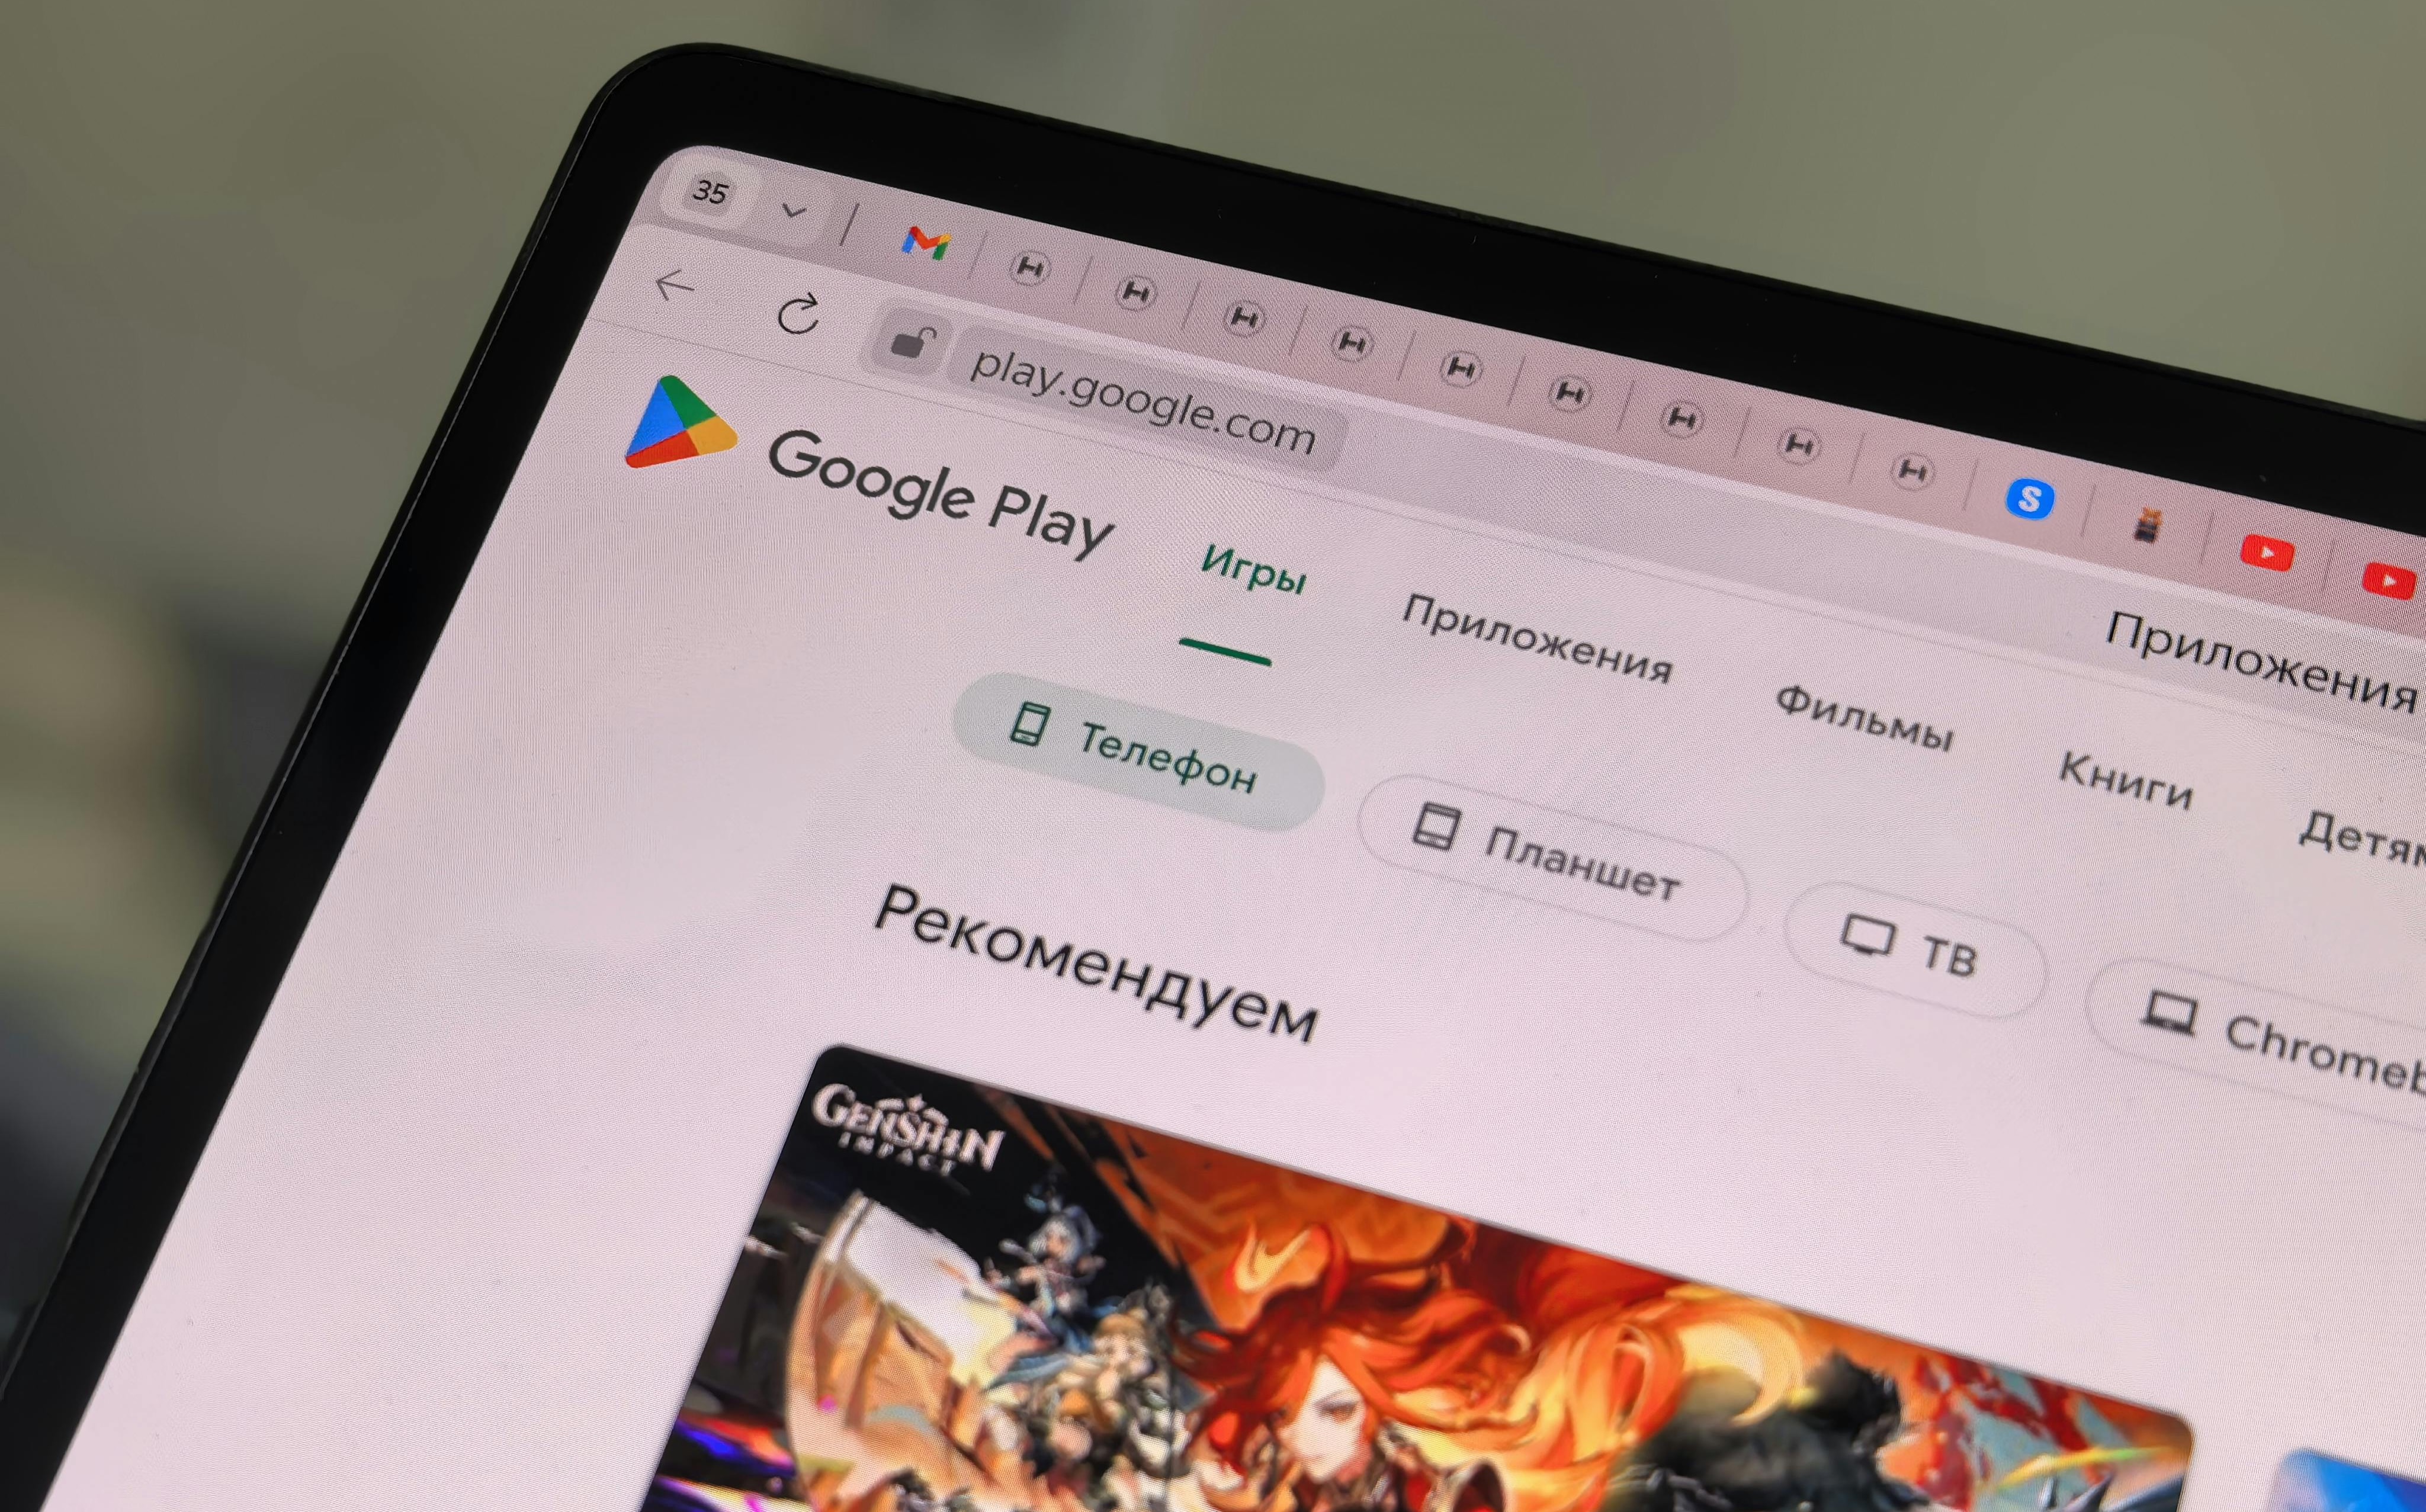 35
play.google.com
Приложения
Google Play
Игры
Приложения
Фильмы
Книги
Детям
Телефон
Планшет
ТВ
Chromeb
Рекомендуем
GENSHIN
IMPACT